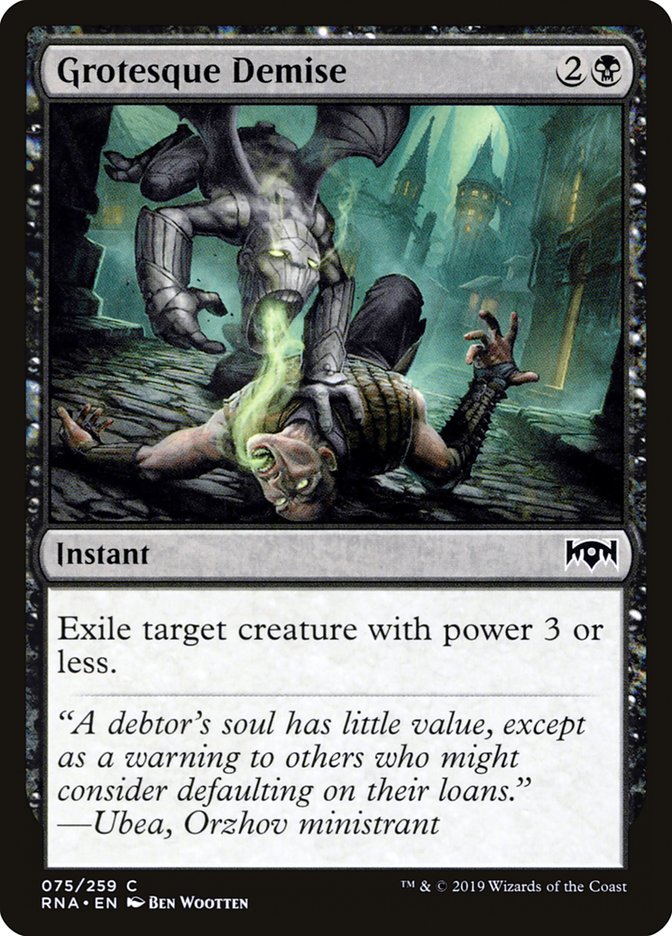 Grotesque Demise 2
Instant
Exile target creature with power 3 or
less.
“A debtor’s soul has little value, except
as a warning to others who might
consider defaulting on their loans.”
—Ubea, Orzhov ministrant
075/259 C
RNA • EN Ben Wootten
™ & © 2019 Wizards of the Coast